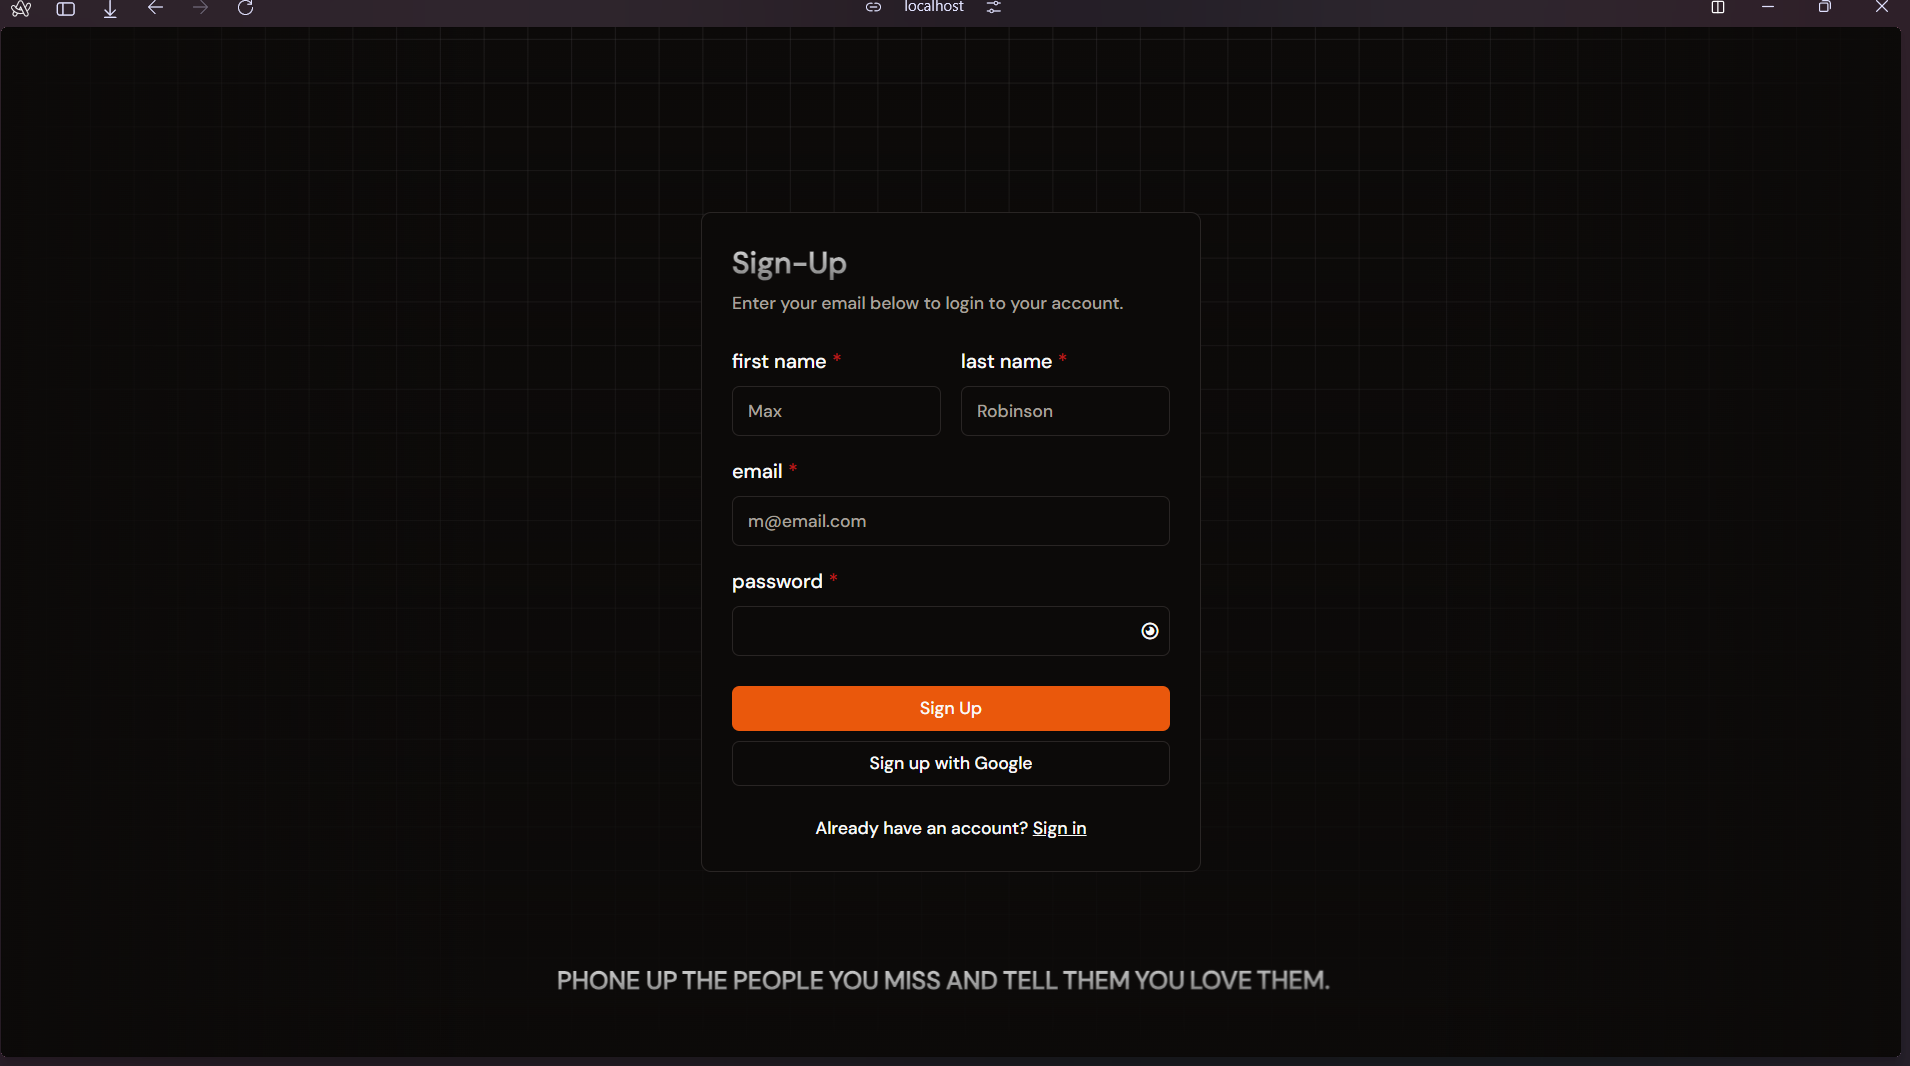 localhost
Sign-Up
Enter your email below to login to your account.
first name * last name *
Max Robinson
email *
m@email.com
password *
Sign Up
Sign up with Google
Already have an account? Sign in
PHONE UP THE PEOPLE YOU MISS AND TELL THEM YOU LOVE THEM.